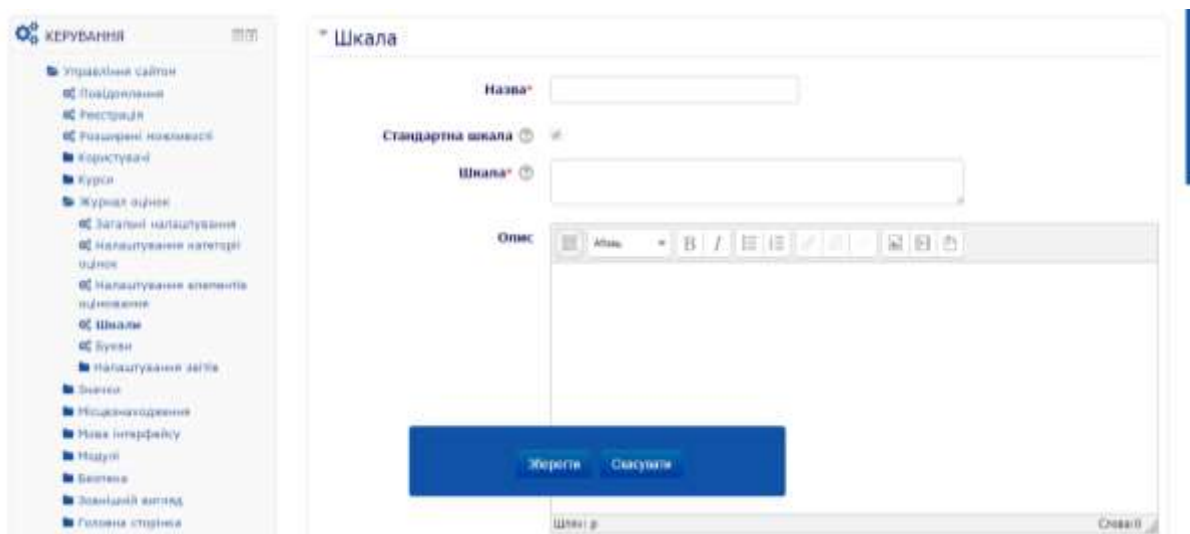 КЕРУВАННЯ
Управління сайтом
Повідомлення
Реєстрація
Розширені можливості
Користувачі
Курси
Журнал оцінок
Загальні налаштування
Налаштування категорії
оцінок
Налаштування елементів
оцінювання
Шкали
Букви
Налаштування звітів
Значки
Місцезнаходження
Мова інтерфейсу
Модулі
Безпека
Зовнішній вигляд
Головна сторінка
Шкала
Назва*
Стандартна шкала
Шкала*
Опис
Абзац
B I
Зберегти Скасувати
Шлях: p
Слова:0